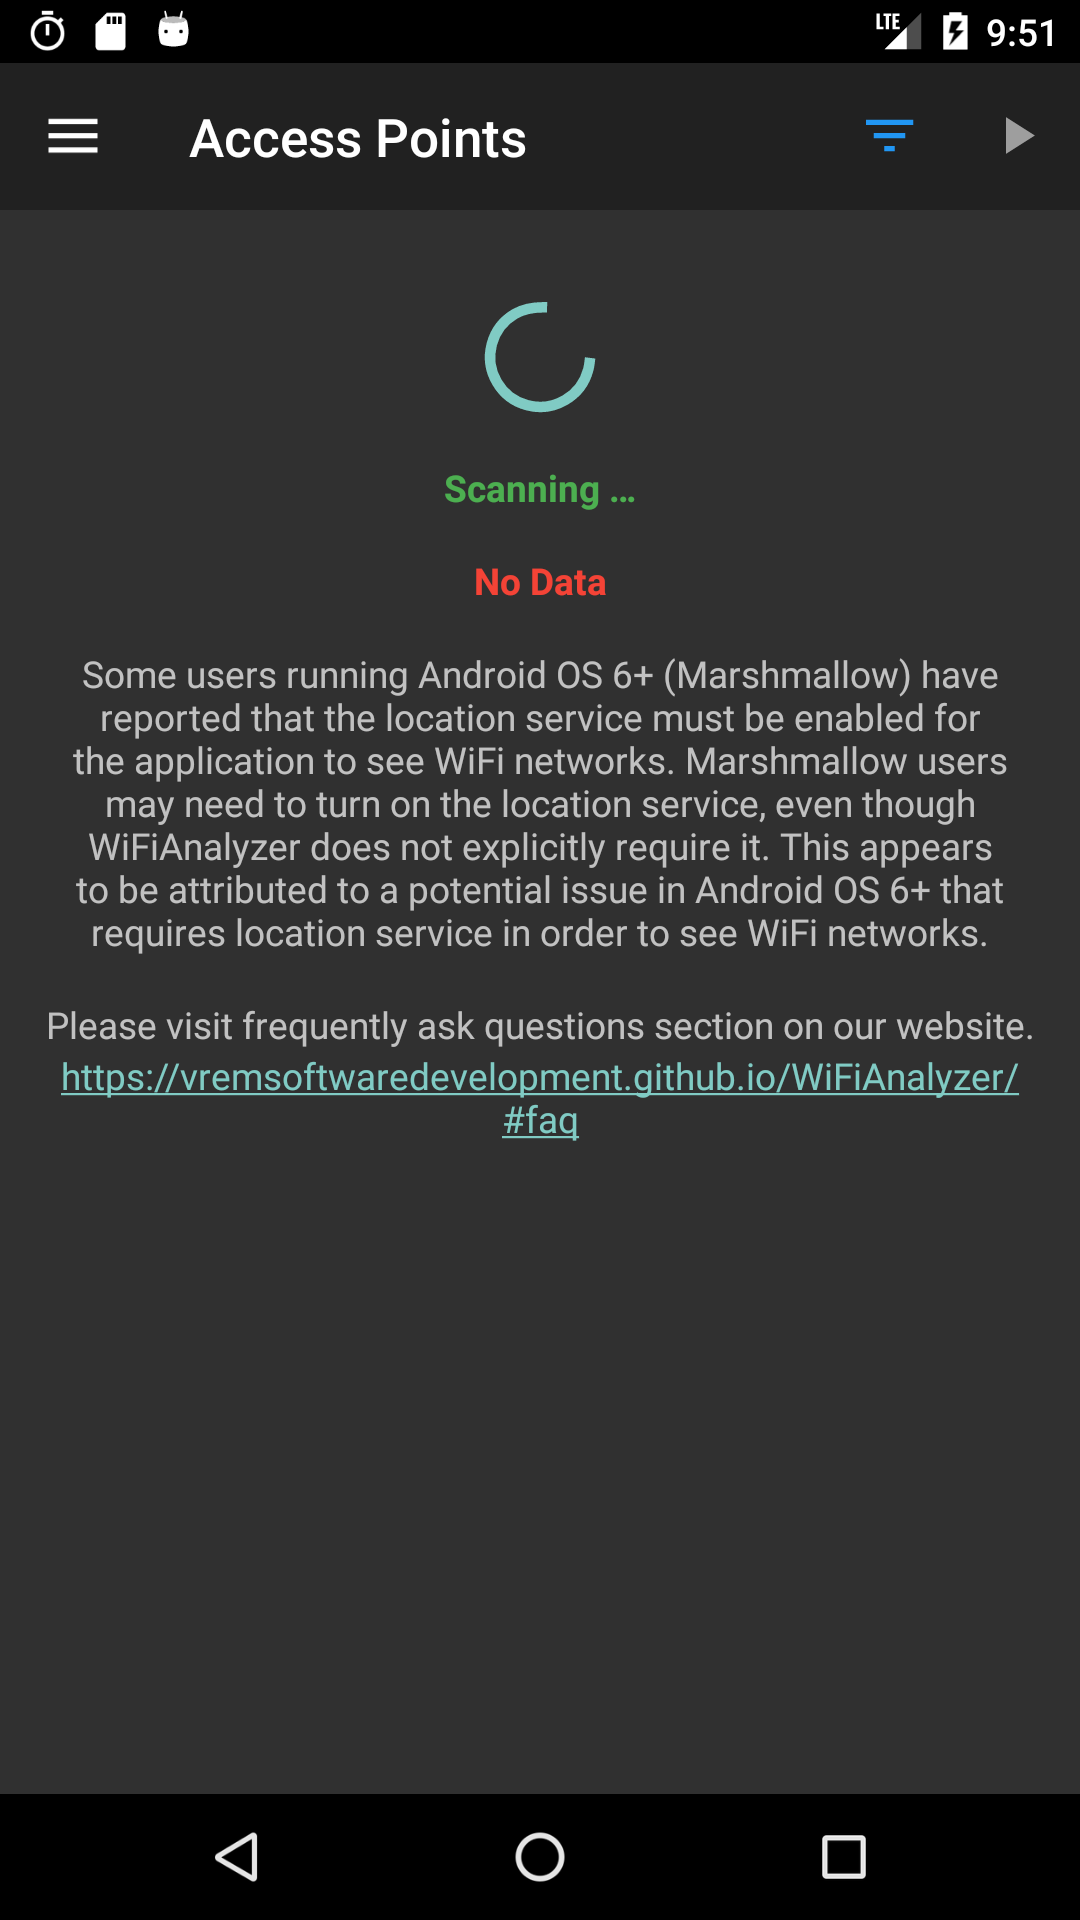 LTE 9:51
Access Points
Scanning ...
No Data
Some users running Android OS 6+ (Marshmallow) have
reported that the location service must be enabled for
the application to see WiFi networks. Marshmallow users
may need to turn on the location service, even though
WiFiAnalyzer does not explicitly require it. This appears
to be attributed to a potential issue in Android OS 6+ that
requires location service in order to see WiFi networks.
Please visit frequently ask questions section on our website.
https://vremsoftwaredevelopment.github.io/WiFiAnalyzer/
#faq